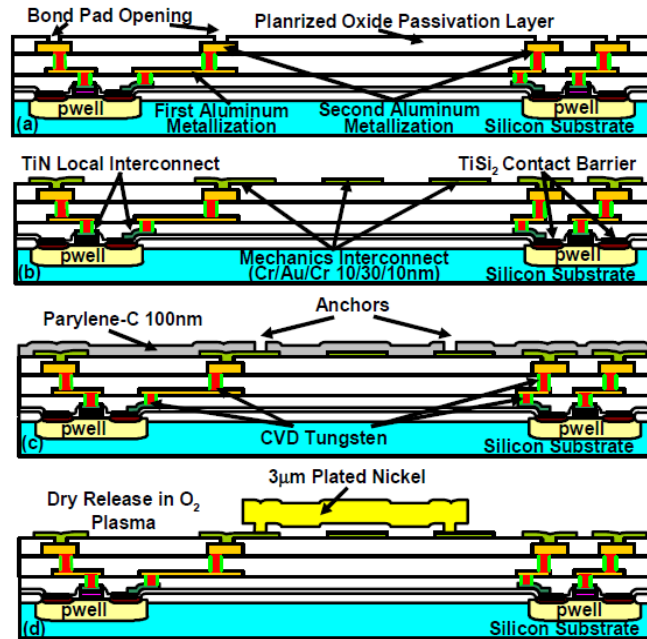 Bond Pad Opening
Planrized Oxide Passivation Layer
pwell
First Aluminum
Metallization
Second Aluminum
Metallization
pwell
Silicon Substrate
(a)
TiN Local Interconnect
TiSi2 Contact Barrier
pwell
Mechanics Interconnect
(Cr/Au/Cr 10/30/10nm)
pwell
Silicon Substrate
(b)
Parylene-C 100nm
Anchors
pwell
CVD Tungsten
pwell
Silicon Substrate
(c)
3μm Plated Nickel
Dry Release in O2
Plasma
pwell
pwell
Silicon Substrate
(d)